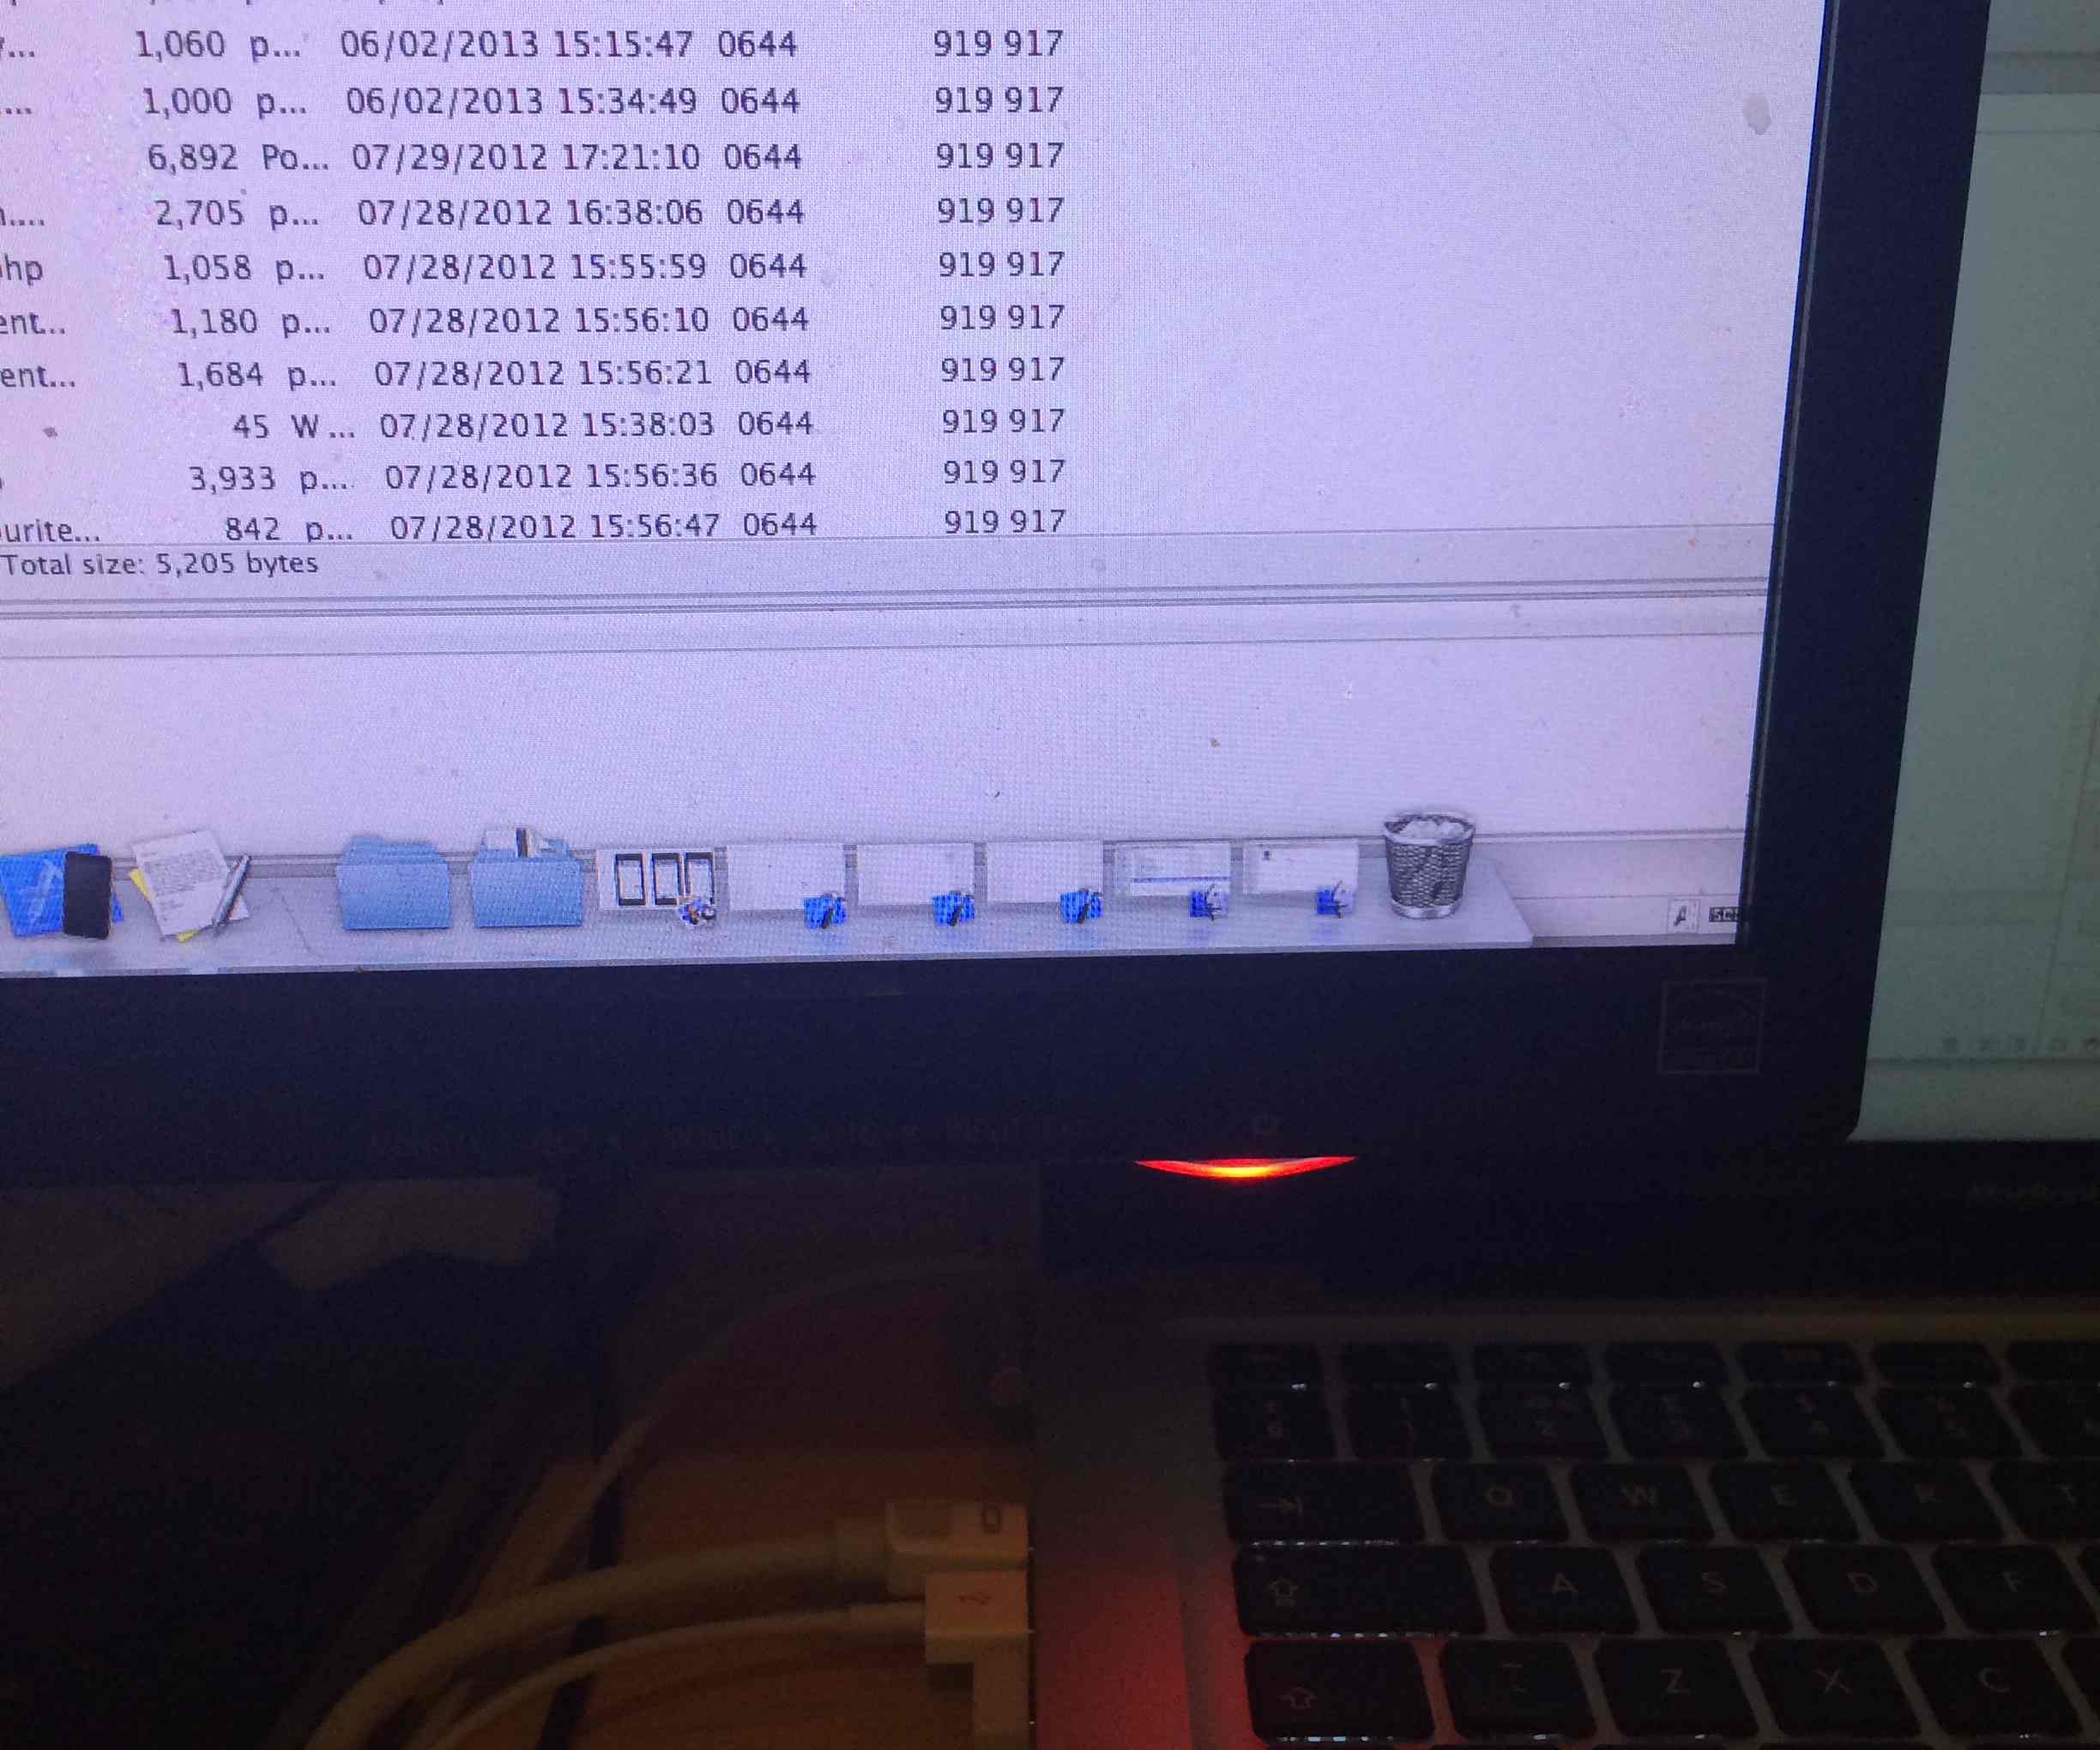 ... 1,060 p... 06/02/2013 15:15:47 0644 919 917
... 1,000 p... 06/02/2013 15:34:49 0644 919 917
6,892 Po... 07/29/2012 17:21:10 0644 919 917
.... 2,705 p... 07/28/2012 16:38:06 0644 919 917
hp 1,058 p... 07/28/2012 15:55:59 0644 919 917
ent... 1,180 p... 07/28/2012 15:56:10 0644 919 917
ent... 1,684 p... 07/28/2012 15:56:21 0644 919 917
45 W... 07/28/2012 15:38:03 0644 919 917
3,933 p... 07/28/2012 15:56:36 0644 919 917
urite... 842 p... 07/28/2012 15:56:47 0644 919 917
Total size: 5,205 bytes
Q W E R
A S D F
Z X C